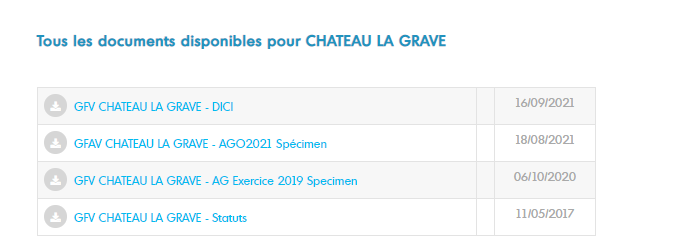 Tous les documents disponibles pour CHATEAU LA GRAVE
GFV CHATEAU LA GRAVE - DICI 16/09/2021
GFAV CHATEAU LA GRAVE - AGO2021 Spécimen 18/08/2021
GFV CHATEAU LA GRAVE - AG Exercice 2019 Specimen 06/10/2020
GFV CHATEAU LA GRAVE - Statuts 11/05/2017